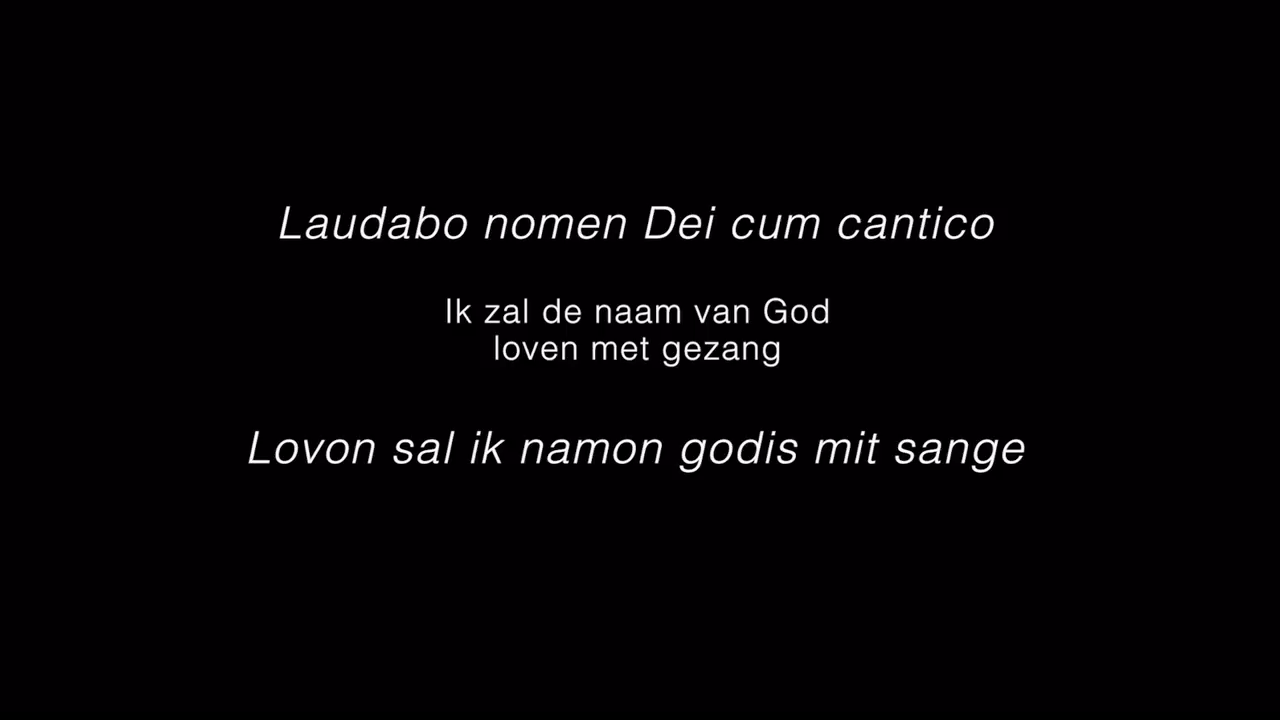 Laudabo nomen Dei cum cantico
Ik zal de naam van God
loven met gezang
Lovon sal ik namon godis mit sange